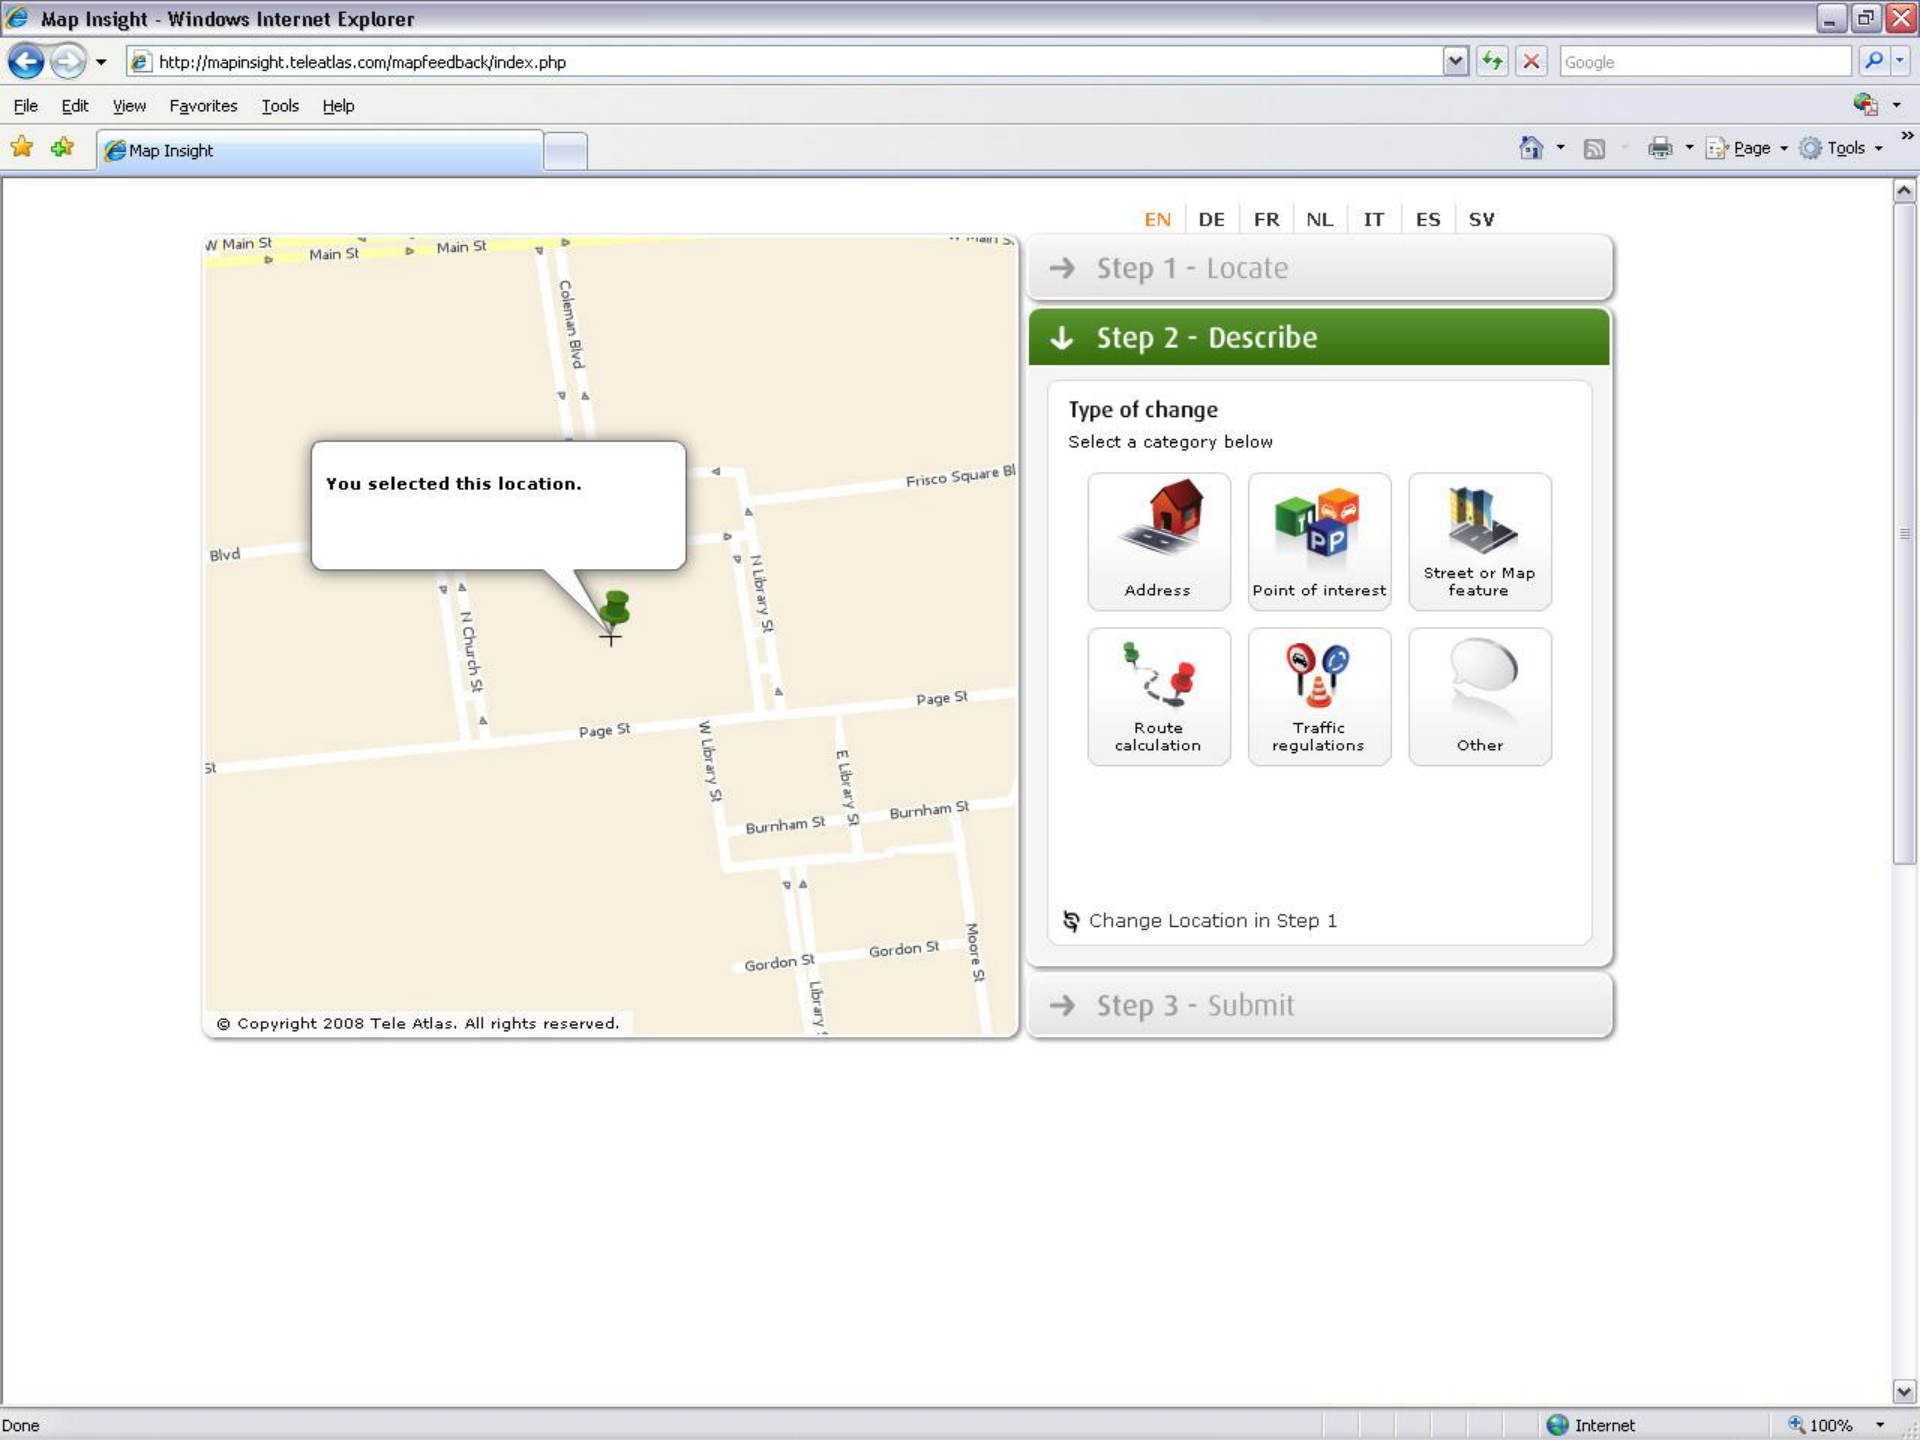 Map Insight - Windows Internet Explorer
http://mapinsight.teleatlas.com/mapfeedback/index.php
Google
File Edit View Favorites Tools Help
Map Insight
Page Tools
EN DE FR NL IT ES SV
W Main St
Main St
Main St
W Main S
Coleman Blvd
Frisco Square Bl
You selected this location.
Blvd
N Library St
N Church St
Page St
Page St
St
W Library St
E Library St
Burnham St
Burnham St
Moore St
Gordon St
Gordon St
Library S
© Copyright 2008 Tele Atlas. All rights reserved.
Step 1 - Locate
Step 2 - Describe
Type of change
Select a category below
Address
Point of interest
Street or Map
feature
Route
calculation
Traffic
regulations
Other
Change Location in Step 1
Step 3 - Submit
Done
Internet
100%